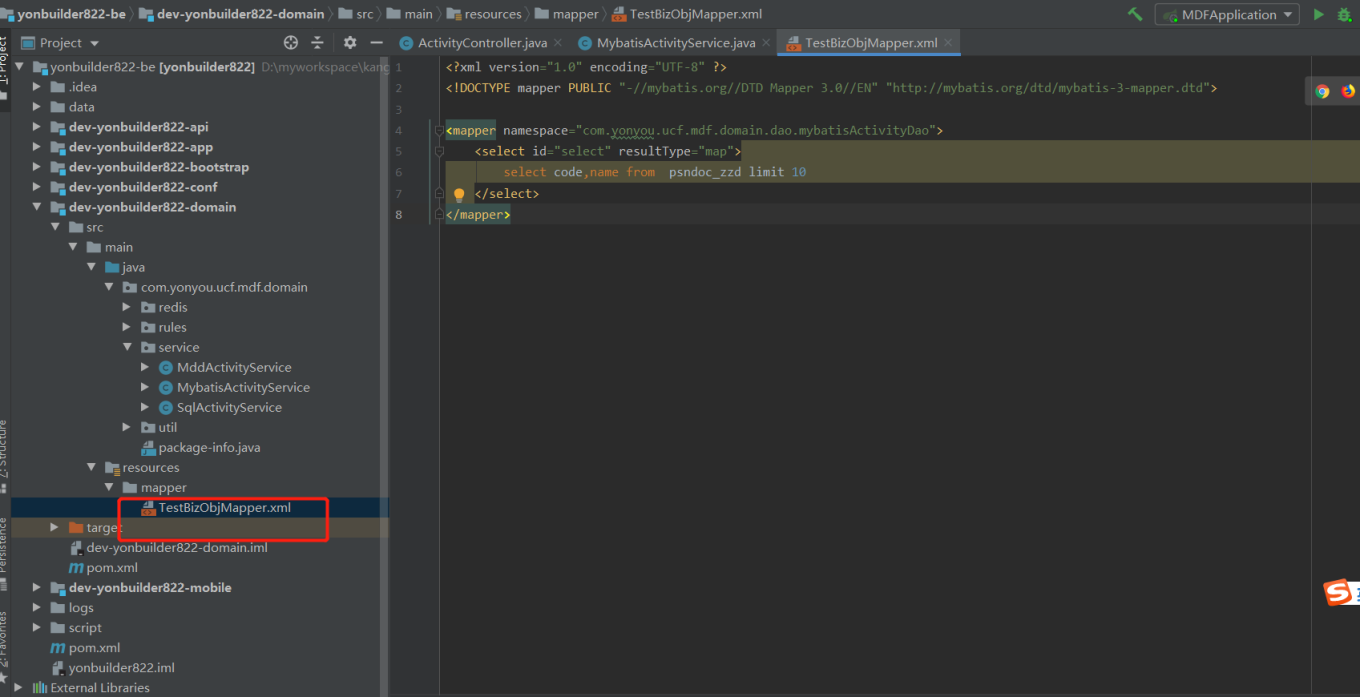 yonbuilder822-be dev-yonbuilder822-domain src main resources mapper TestBizObjMapper.xml MDFApplication
1: Project
Project ActivityController.java MybatisActivityService.java TestBizObjMapper.xml
yonbuilder822-be [yonbuilder822] D:\myworkspace\kang
.idea
data
dev-yonbuilder822-api
dev-yonbuilder822-app
dev-yonbuilder822-bootstrap
dev-yonbuilder822-conf
dev-yonbuilder822-domain
src
main
java
com.yonyou.ucf.mdf.domain
redis
rules
service
MddActivityService
MybatisActivityService
SqlActivityService
util
package-info.java
resources
mapper
TestBizObjMapper.xml
target
dev-yonbuilder822-domain.iml
pom.xml
dev-yonbuilder822-mobile
logs
script
pom.xml
yonbuilder822.iml
External Libraries
1 <?xml version="1.0" encoding="UTF-8" ?>
2 <!DOCTYPE mapper PUBLIC "-//mybatis.org//DTD Mapper 3.0//EN" "http://mybatis.org/dtd/mybatis-3-mapper.dtd">
3
4 <mapper namespace="com.yonyou.ucf.mdf.domain.dao.mybatisActivityDao">
5 <select id="select" resultType="map">
6 select code,name from  psndoc_zzd limit 10
7 </select>
8 </mapper>
Z: Structure
Persistence
2: Favorites
S